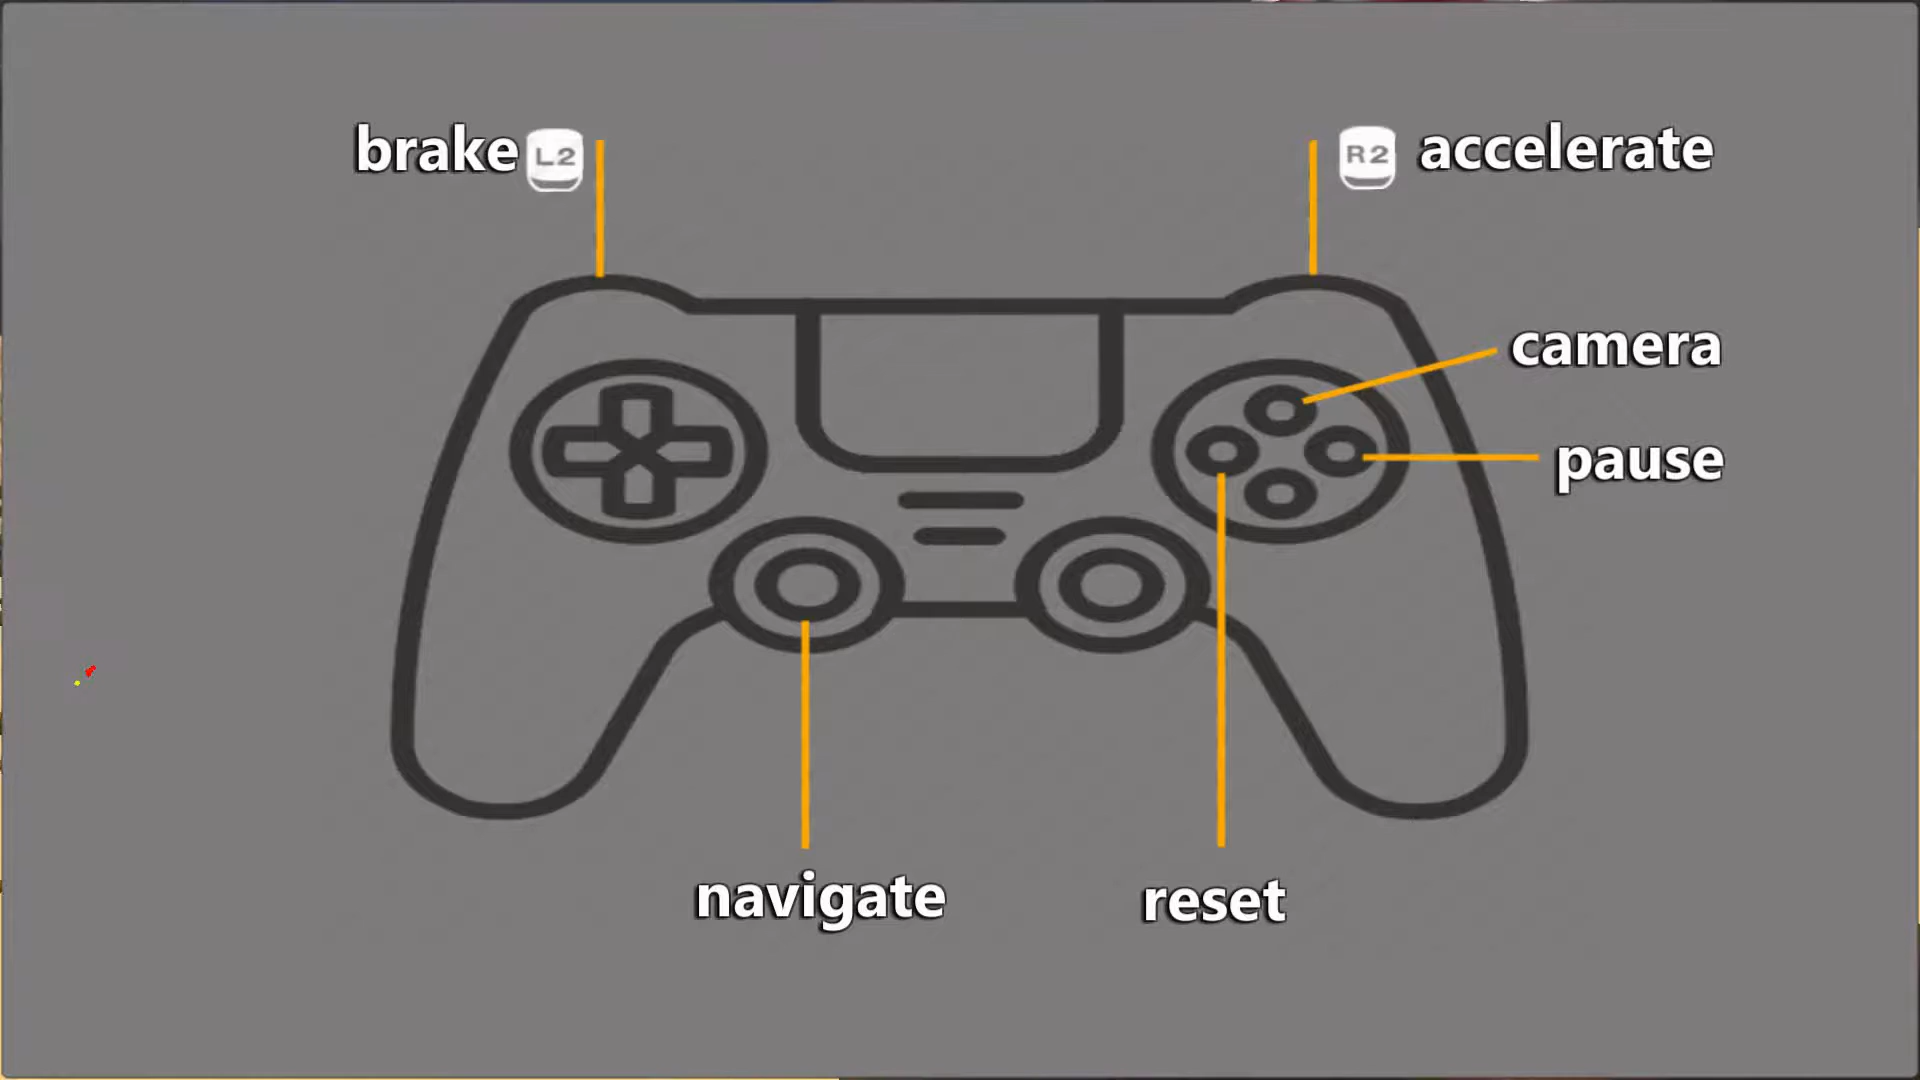 brake L2
R2 accelerate
camera
pause
navigate
reset